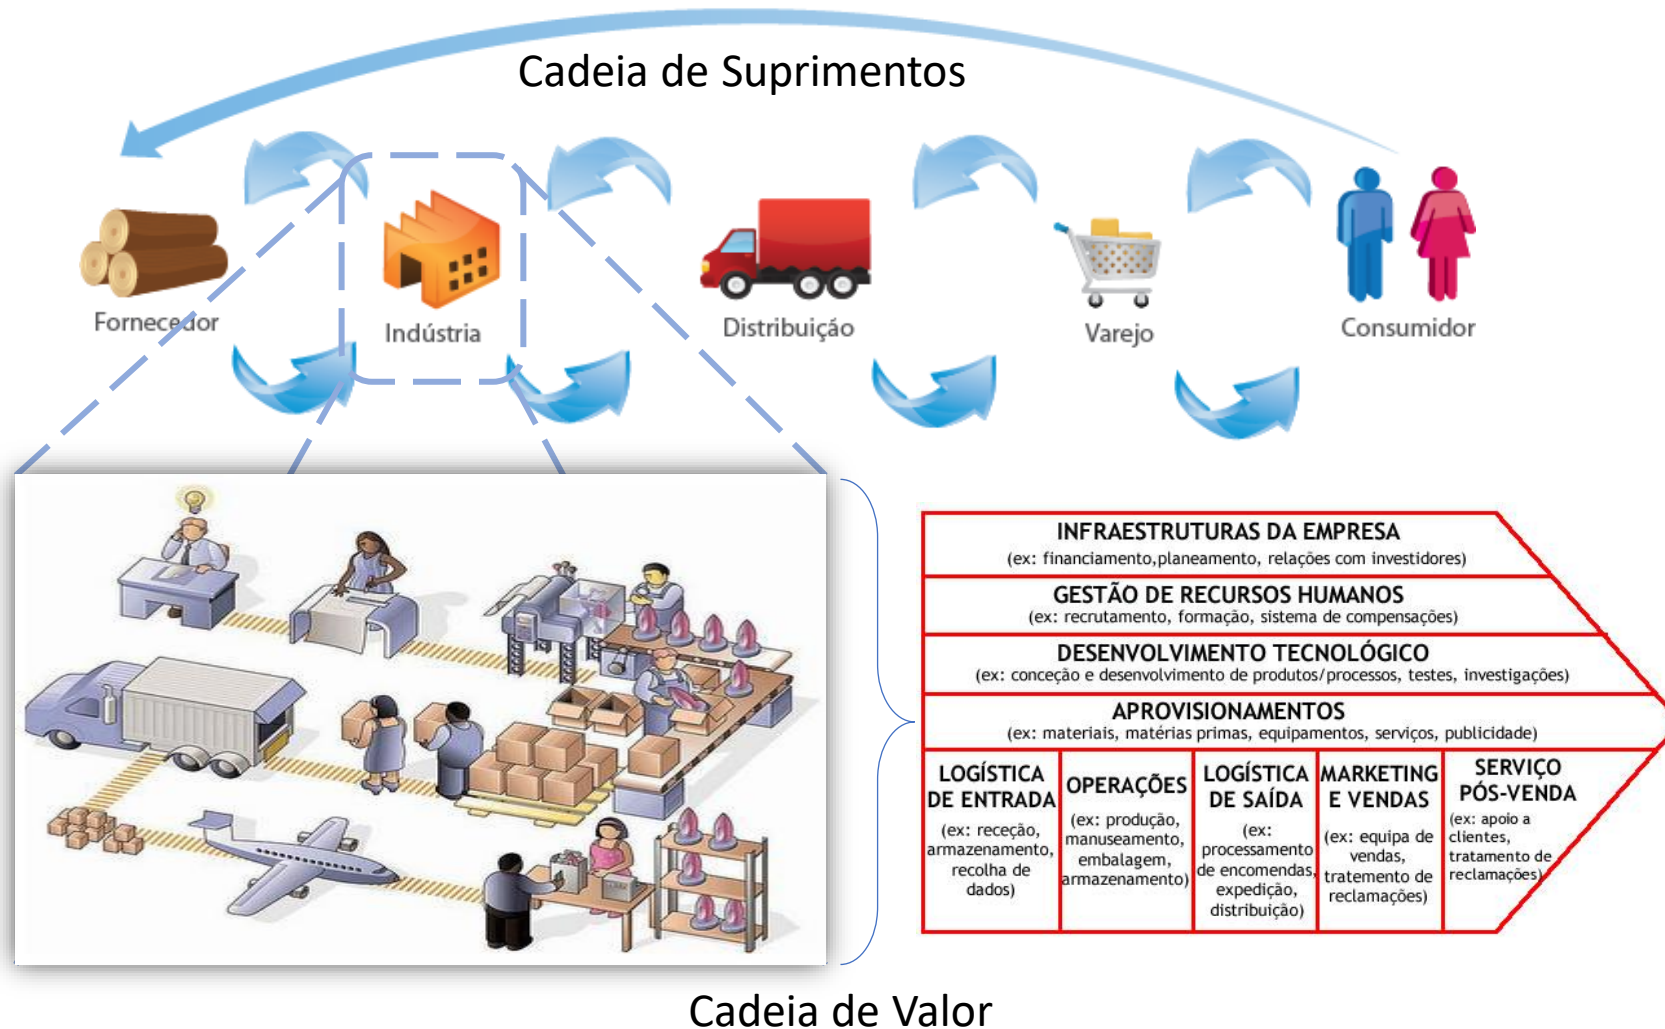 Cadeia de Suprimentos
Fornecedor
Indústria
Distribuição
Varejo
Consumidor
INFRAESTRUTURAS DA EMPRESA
(ex: financiamento,planeamento, relações com investidores)
GESTÃO DE RECURSOS HUMANOS
(ex: recrutamento, formação, sistema de compensações)
DESENVOLVIMENTO TECNOLÓGICO
(ex: conceção e desenvolvimento de produtos/processos, testes, investigações)
APROVISIONAMENTOS
(ex: materiais, matérias primas, equipamentos, serviços, publicidade)
LOGÍSTICA
DE ENTRADA
(ex: receção,
armazenamento,
recolha de
dados)
OPERAÇÕES
(ex: produção,
manuseamento,
embalagem,
armazenamento)
LOGÍSTICA
DE SAÍDA
(ex:
processamento
de encomendas,
expedição,
distribuição)
MARKETING
E VENDAS
(ex: equipa de
vendas,
tratemento de
reclamações)
SERVIÇO
PÓS-VENDA
(ex: apoio a
clientes,
tratamento de
reclamações)
Cadeia de Valor